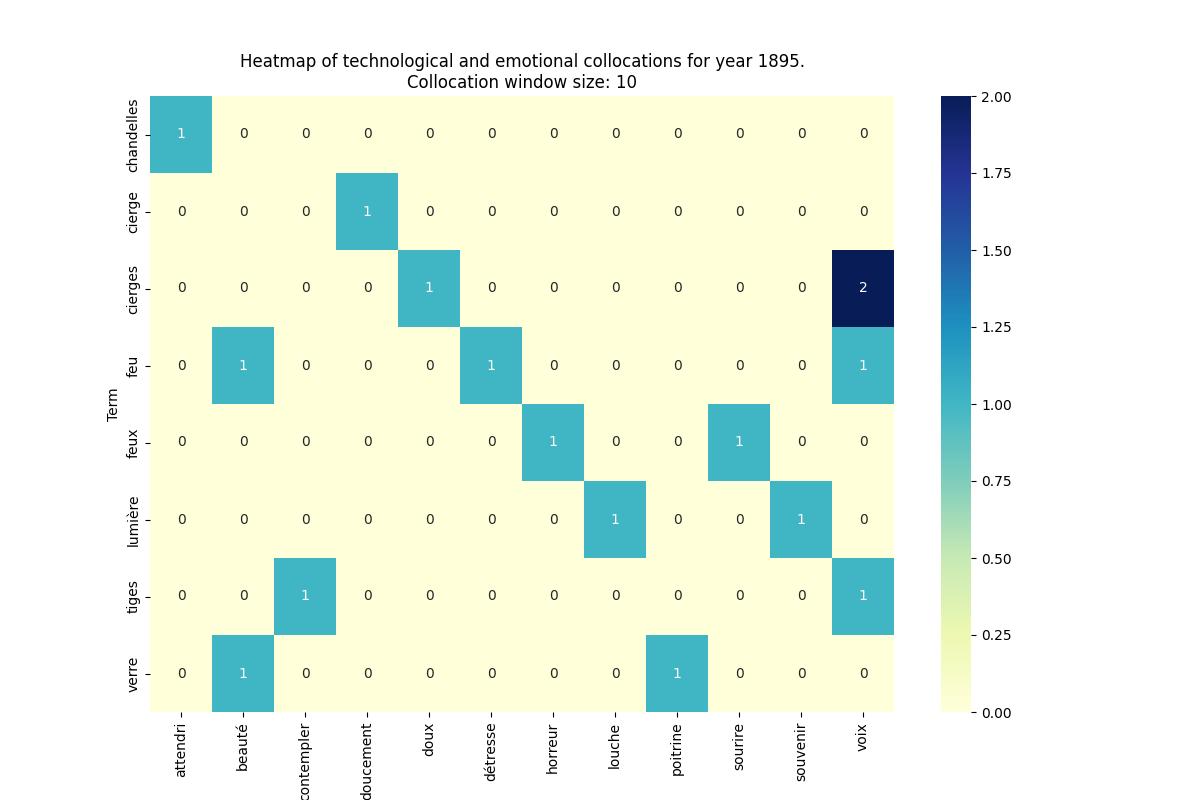 Heatmap of technological and emotional collocations for year 1895.
Collocation window size: 10
Term
chandelles 1 0 0 0 0 0 0 0 0 0 0 0
cierge 0 0 0 1 0 0 0 0 0 0 0 0
cierges 0 0 0 0 1 0 0 0 0 0 0 2
feu 0 1 0 0 0 1 0 0 0 0 0 1
feux 0 0 0 0 0 0 1 0 0 1 0 0
lumière 0 0 0 0 0 0 0 1 0 0 1 0
tiges 0 0 1 0 0 0 0 0 0 0 0 1
verre 0 1 0 0 0 0 0 0 1 0 0 0
attendri beauté contempler doucement doux détresse horreur louche poitrine sourire souvenir voix
2.00
1.75
1.50
1.25
1.00
0.75
0.50
0.25
0.00